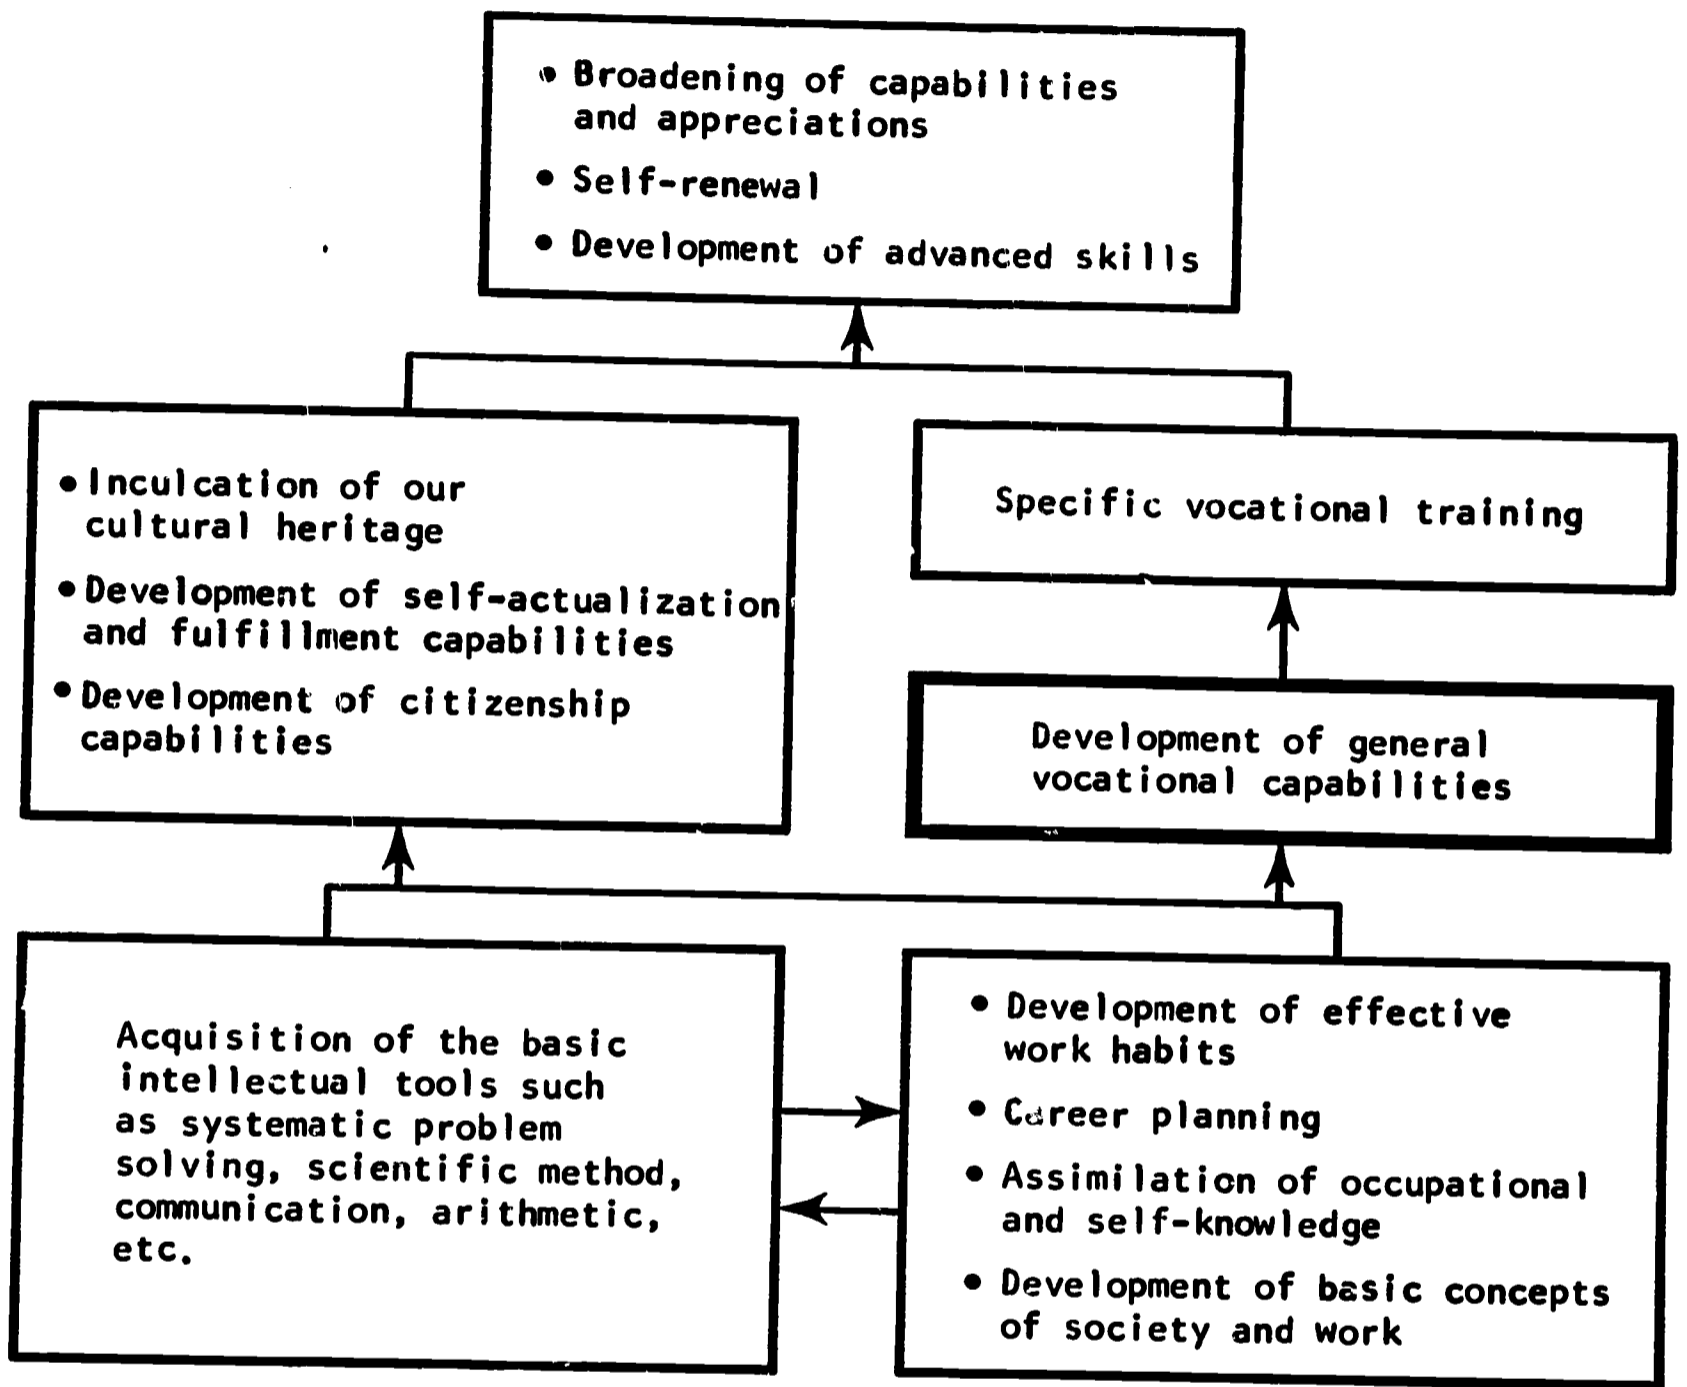 • Broadening of capabilities
and appreciations
• Self-renewal
• Development of advanced skills
• Inculcation of our
cultural heritage
• Development of self-actualization
and fulfillment capabilities
• Development of citizenship
capabilities
Specific vocational training
Development of general
vocational capabilities
Acquisition of the basic
intellectual tools such
as systematic problem
solving, scientific method,
communication, arithmetic,
etc.
• Development of effective
work habits
• Career planning
• Assimilation of occupational
and self-knowledge
• Development of basic concepts
of society and work